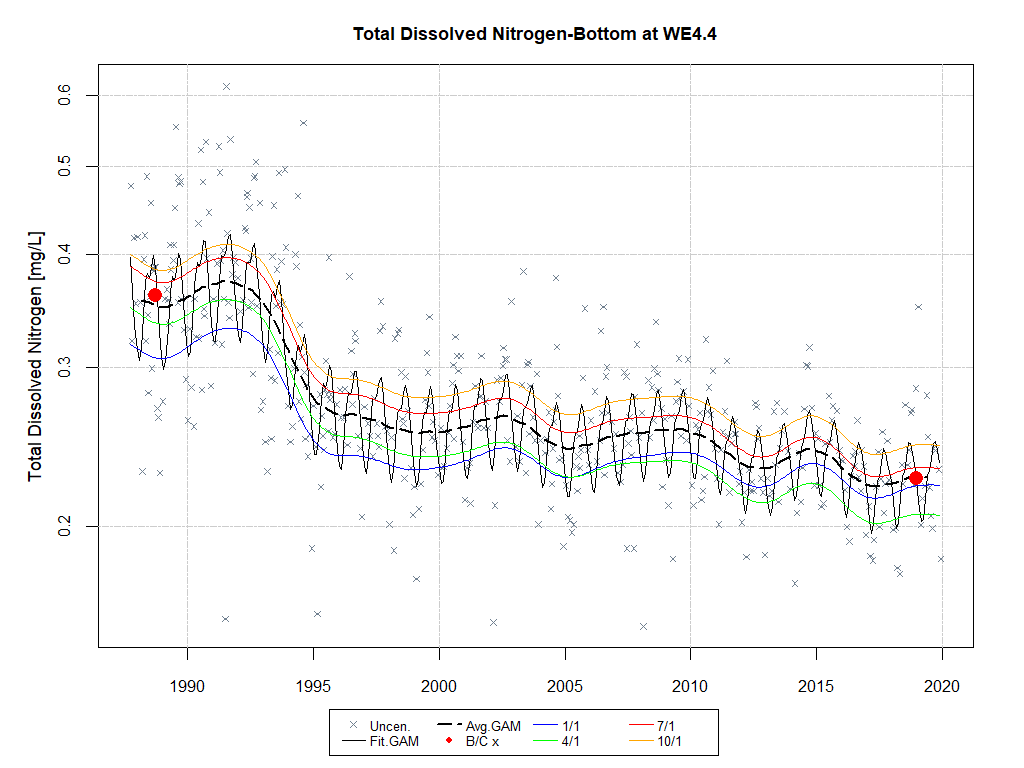 Total Dissolved Nitrogen-Bottom at WE4.4
Total Dissolved Nitrogen [mg/L]
0.6
0.5
0.4
0.3
0.2
1990 1995 2000 2005 2010 2015 2020
Uncen. Avg.GAM 1/1 7/1
Fit.GAM B/C x 4/1 10/1